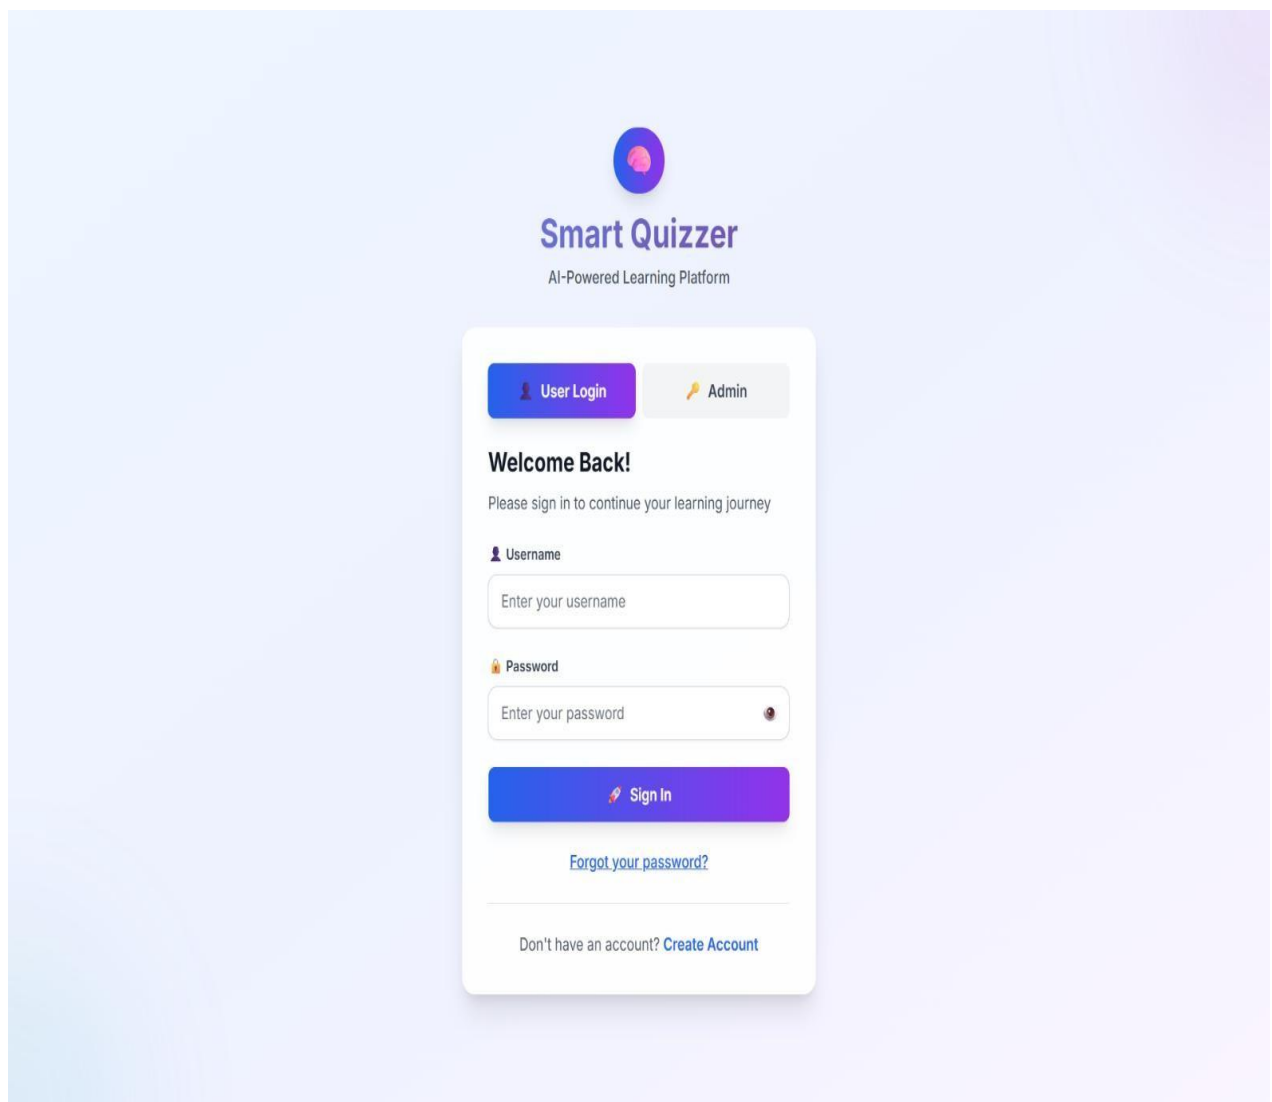 Smart Quizzer
AI-Powered Learning Platform
User Login
Admin
Welcome Back!
Please sign in to continue your learning journey
Username
Enter your username
Password
Enter your password
Sign In
Forgot your password?
Don't have an account? Create Account